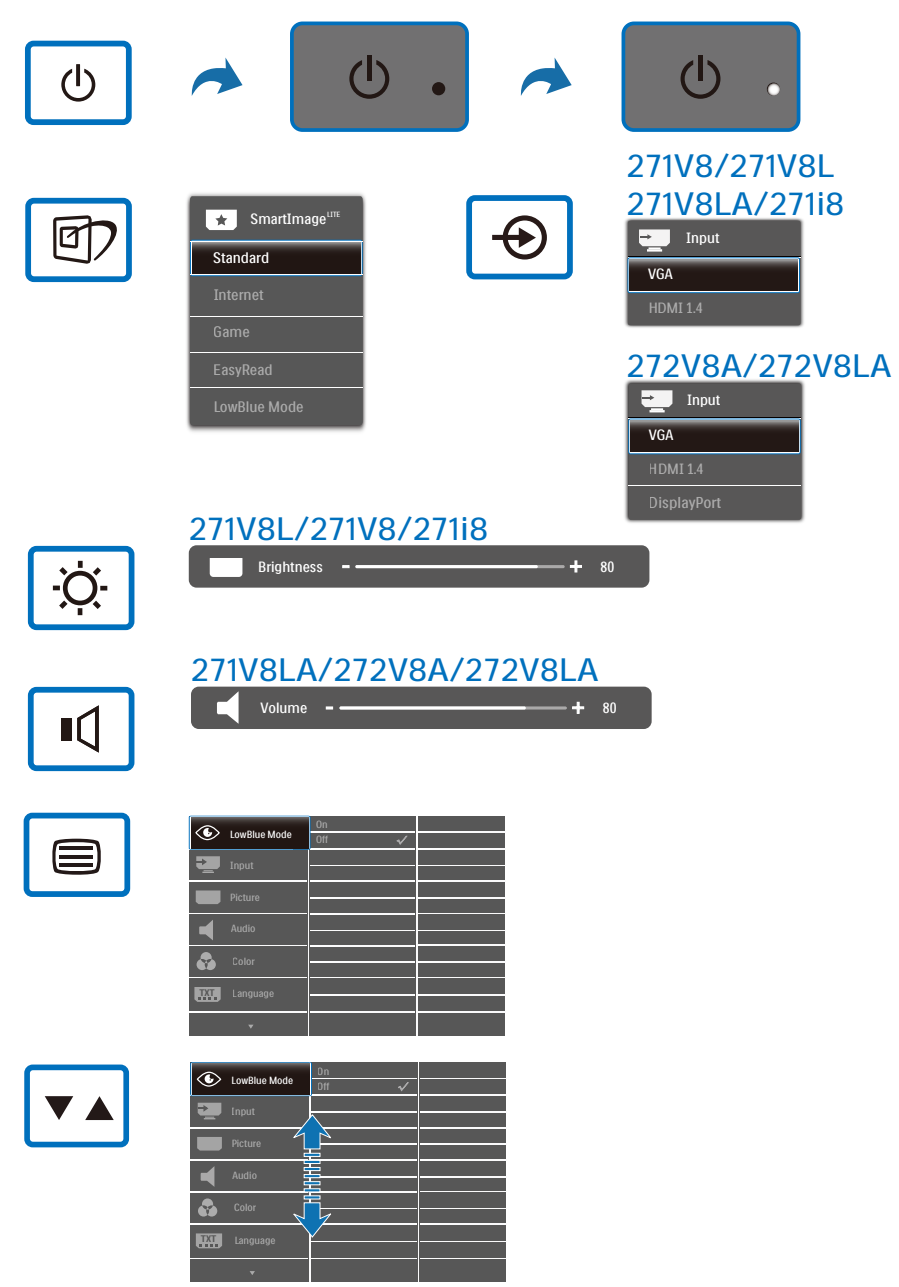 271V8/271V8L
271V8LA/271i8
SmartImage LITE
Standard
Internet
Game
EasyRead
LowBlue Mode
Input
VGA
HDMI 1.4
272V8A/272V8LA
Input
VGA
HDMI 1.4
DisplayPort
271V8L/271V8/271i8
Brightness - + 80
271V8LA/272V8A/272V8LA
Volume - + 80
LowBlue Mode
On
Off
Input
Picture
Audio
Color
TXT Language
LowBlue Mode
On
Off
Input
Picture
Audio
Color
TXT Language